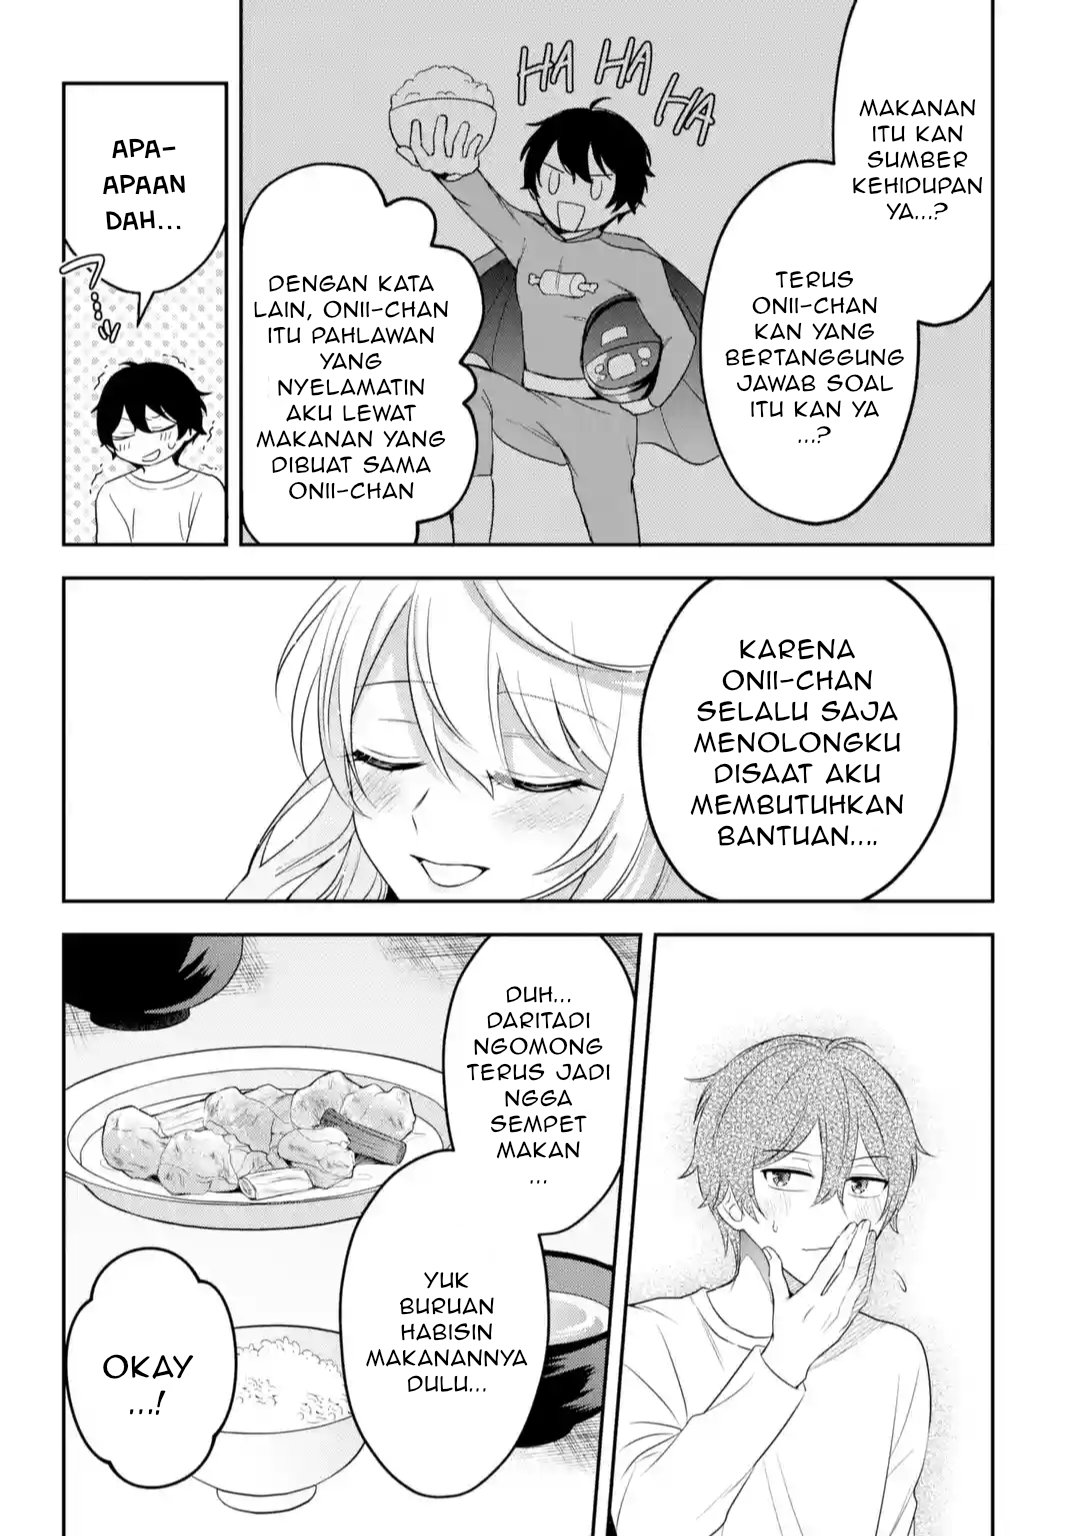 MAKANAN
ITU KAN
SUMBER
KEHIDUPAN
YA...?
TERUS
ONII-CHAN
KAN YANG
BERTANGGUNG
JAWAB SOAL
ITU KAN YA
...?
HA HA HA
DENGAN KATA
LAIN, ONII-CHAN
ITU PAHLAWAN
YANG
NYELAMATIN
AKU LEWAT
MAKANAN YANG
DIBUAT SAMA
ONII-CHAN
APA-
APAAN
DAH...
KARENA
ONII-CHAN
SELALU SAJA
MENOLONGKU
DISAAT AKU
MEMBUTUHKAN
BANTUAN....
DUH...
DARITADI
NGOMONG
TERUS JADI
NGGA
SEMPET
MAKAN
...
YUK
BURUAN
HABISIN
MAKANANNYA
DULU...
OKAY
...!